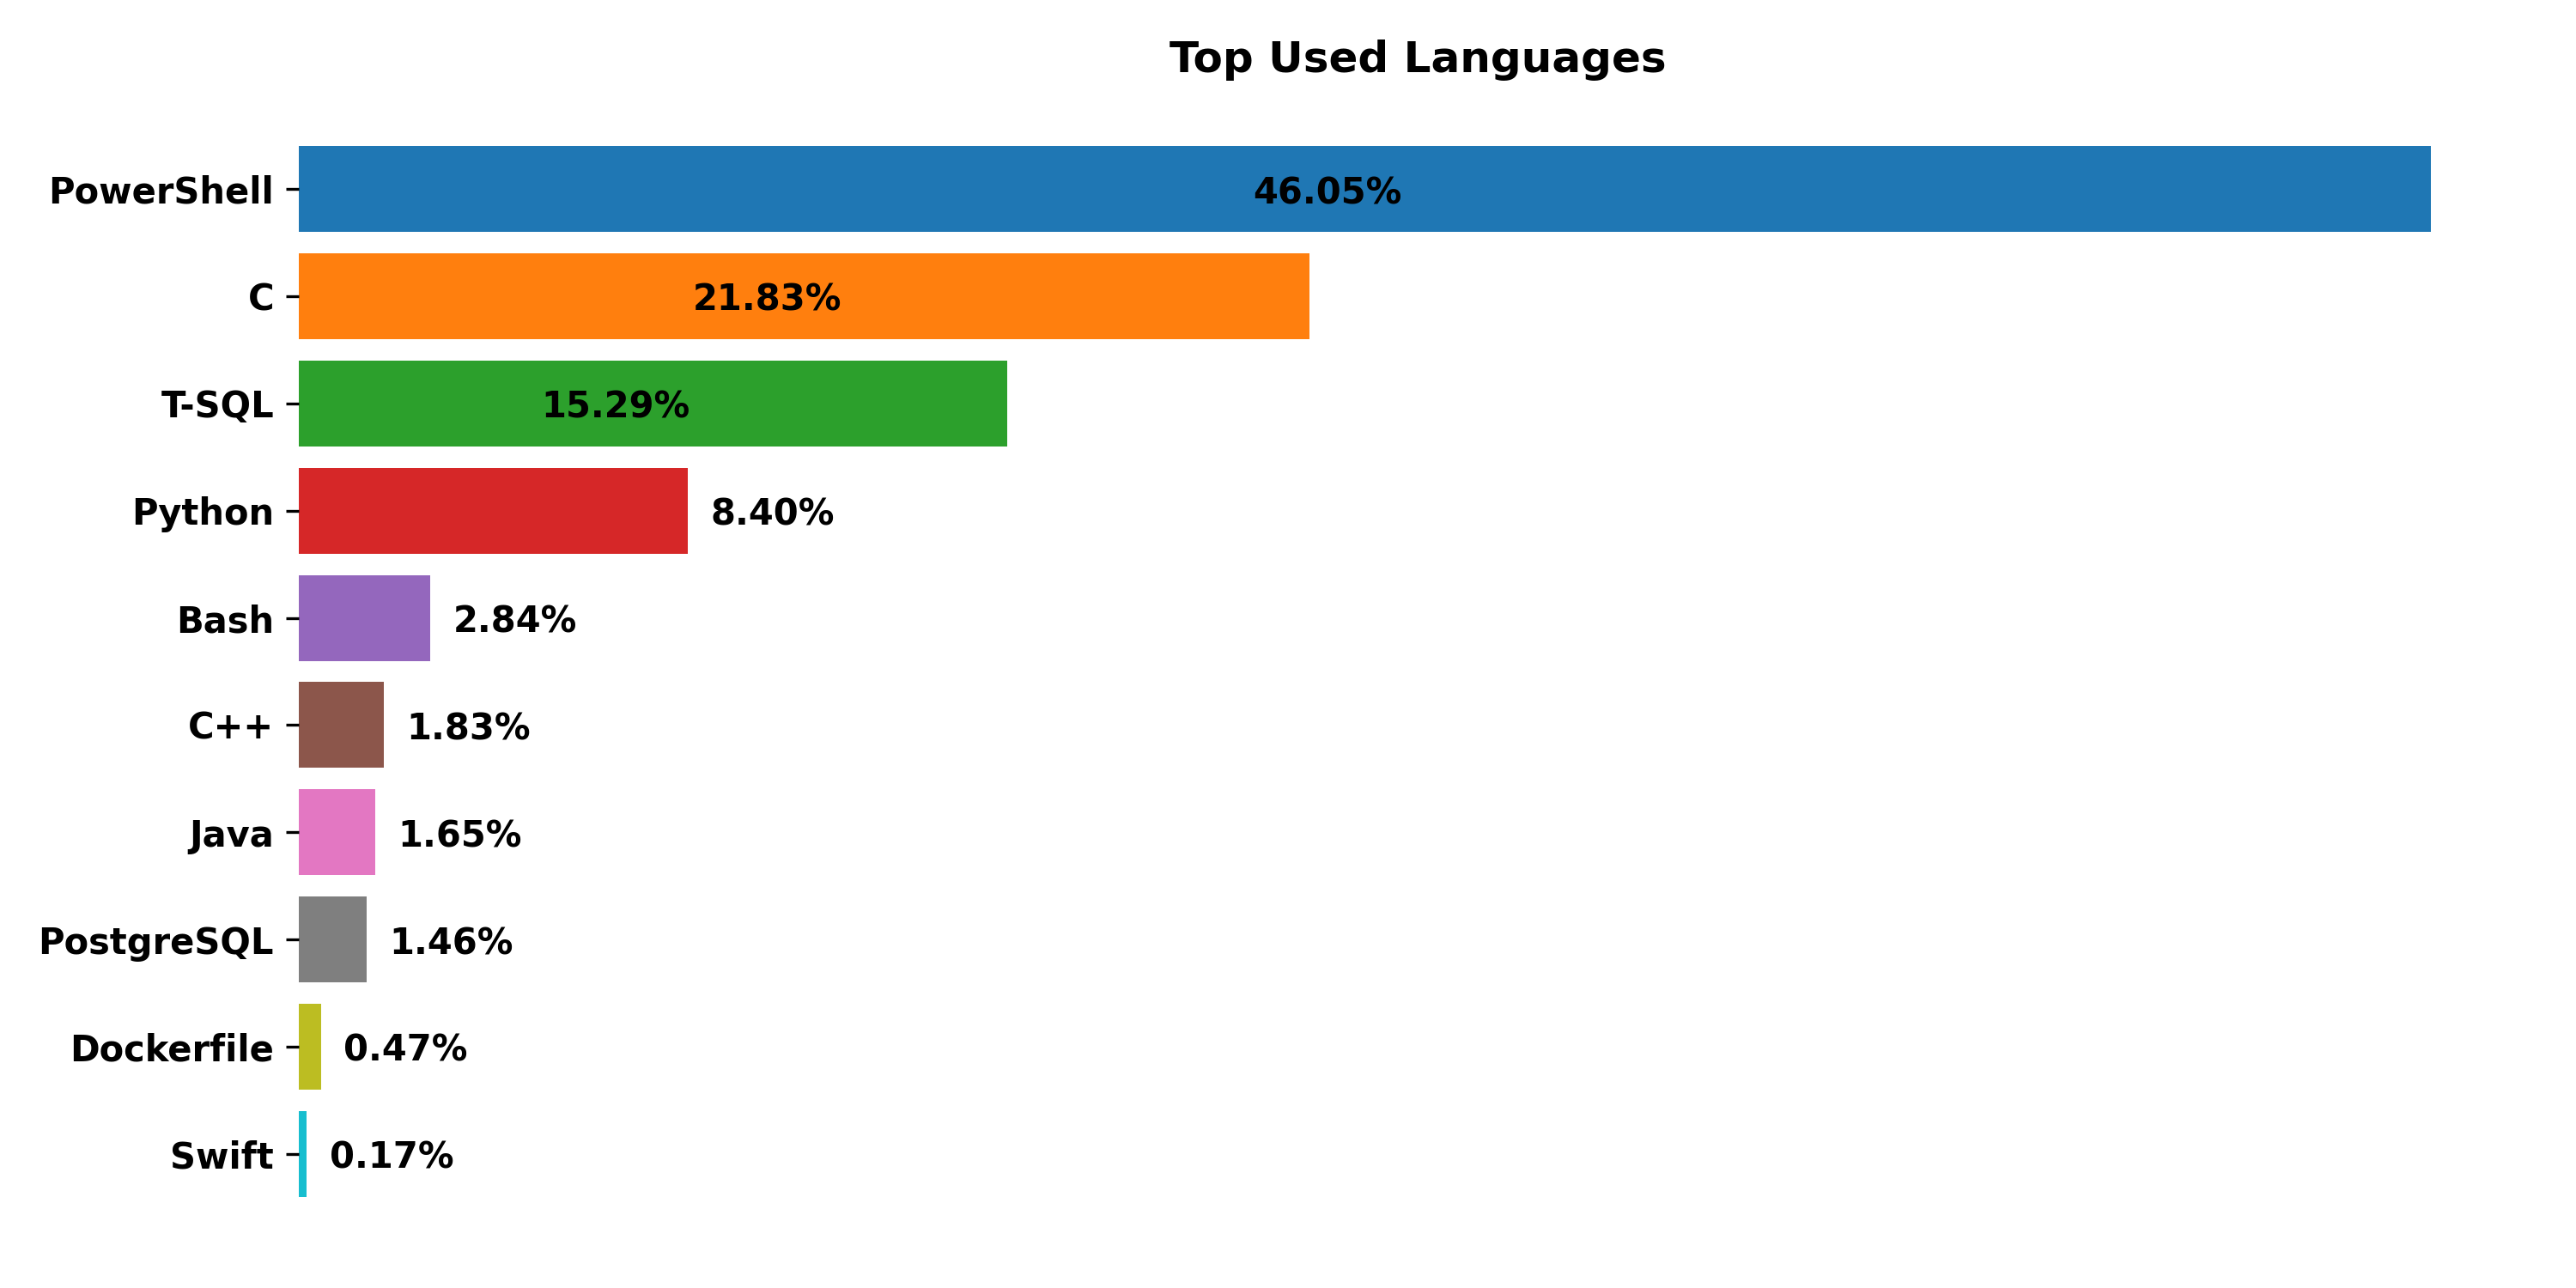 Top Used Languages
PowerShell 46.05%
C 21.83%
T-SQL 15.29%
Python 8.40%
Bash 2.84%
C++ 1.83%
Java 1.65%
PostgreSQL 1.46%
Dockerfile 0.47%
Swift 0.17%